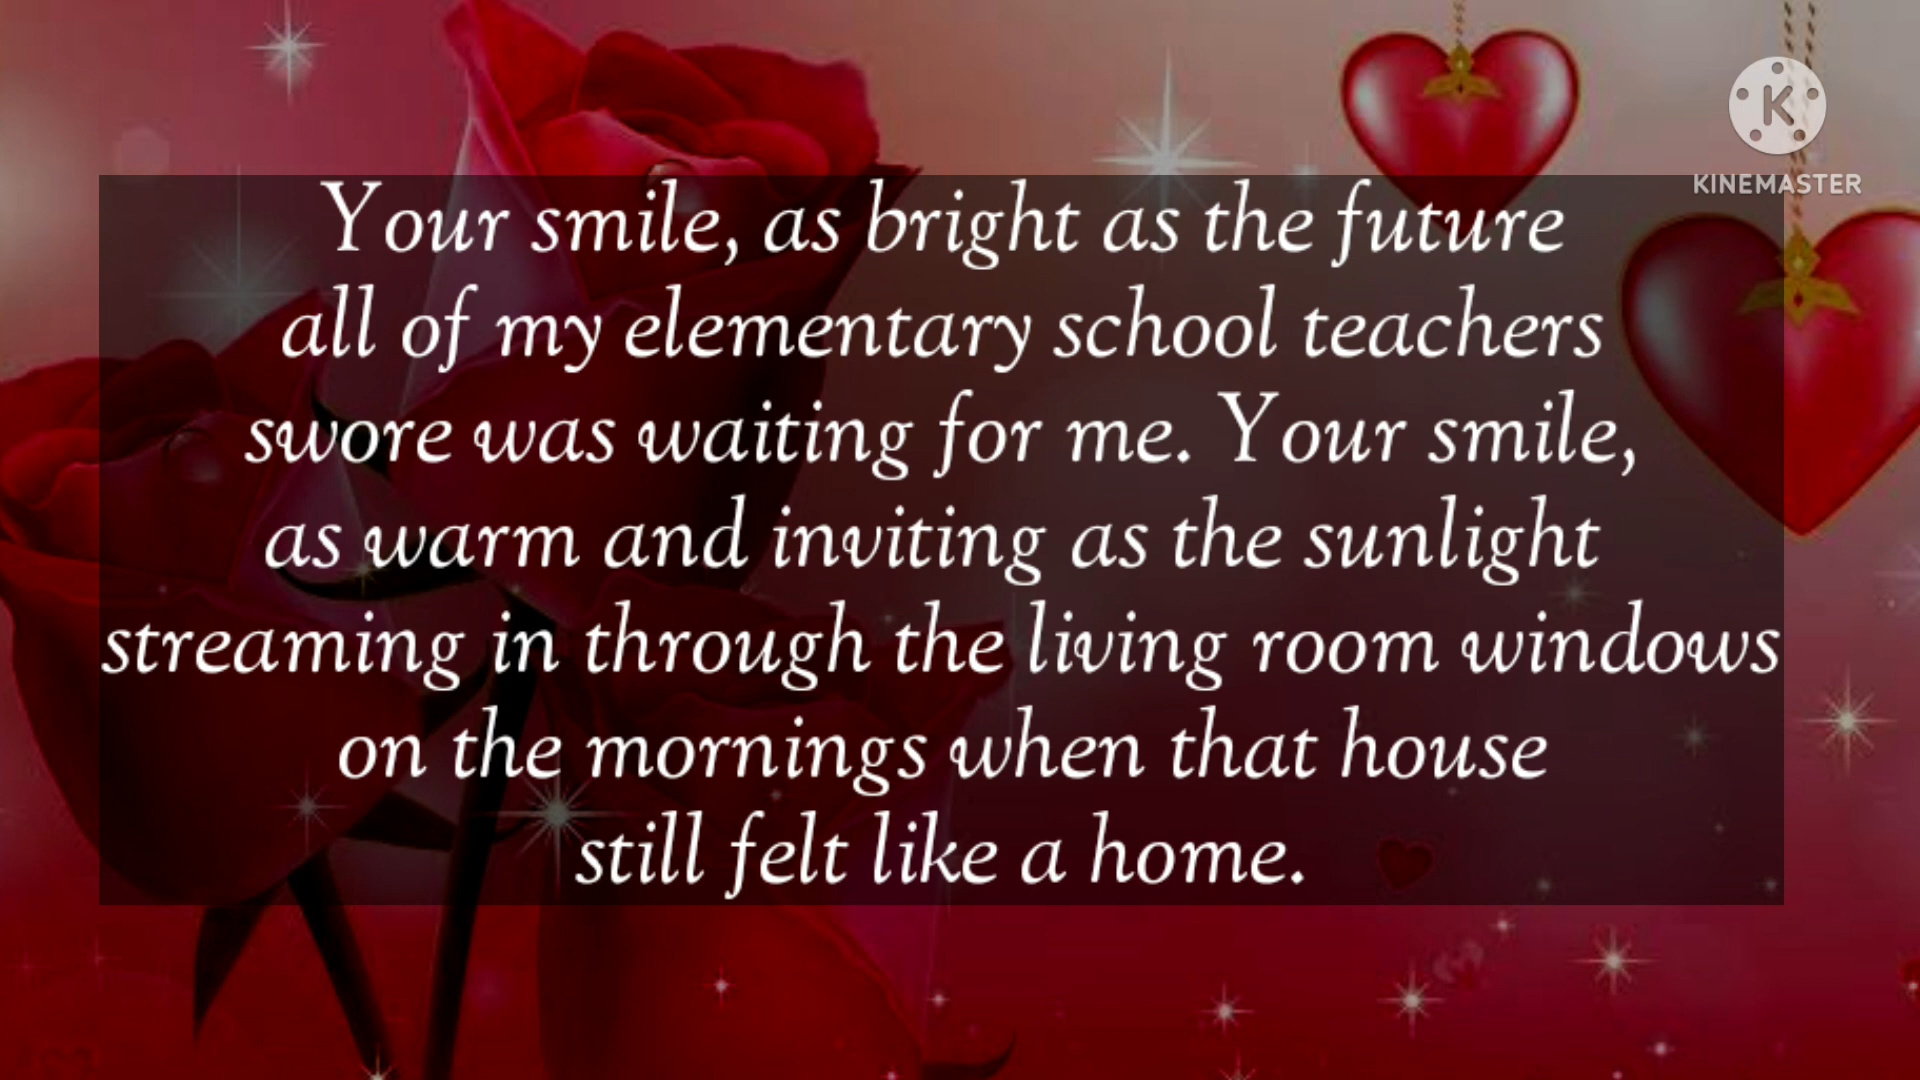 KINEMASTER
Your smile, as bright as the future
all of my elementary school teachers
swore was waiting for me. Your smile,
as warm and inviting as the sunlight
streaming in through the living room windows
on the mornings when that house
still felt like a home.